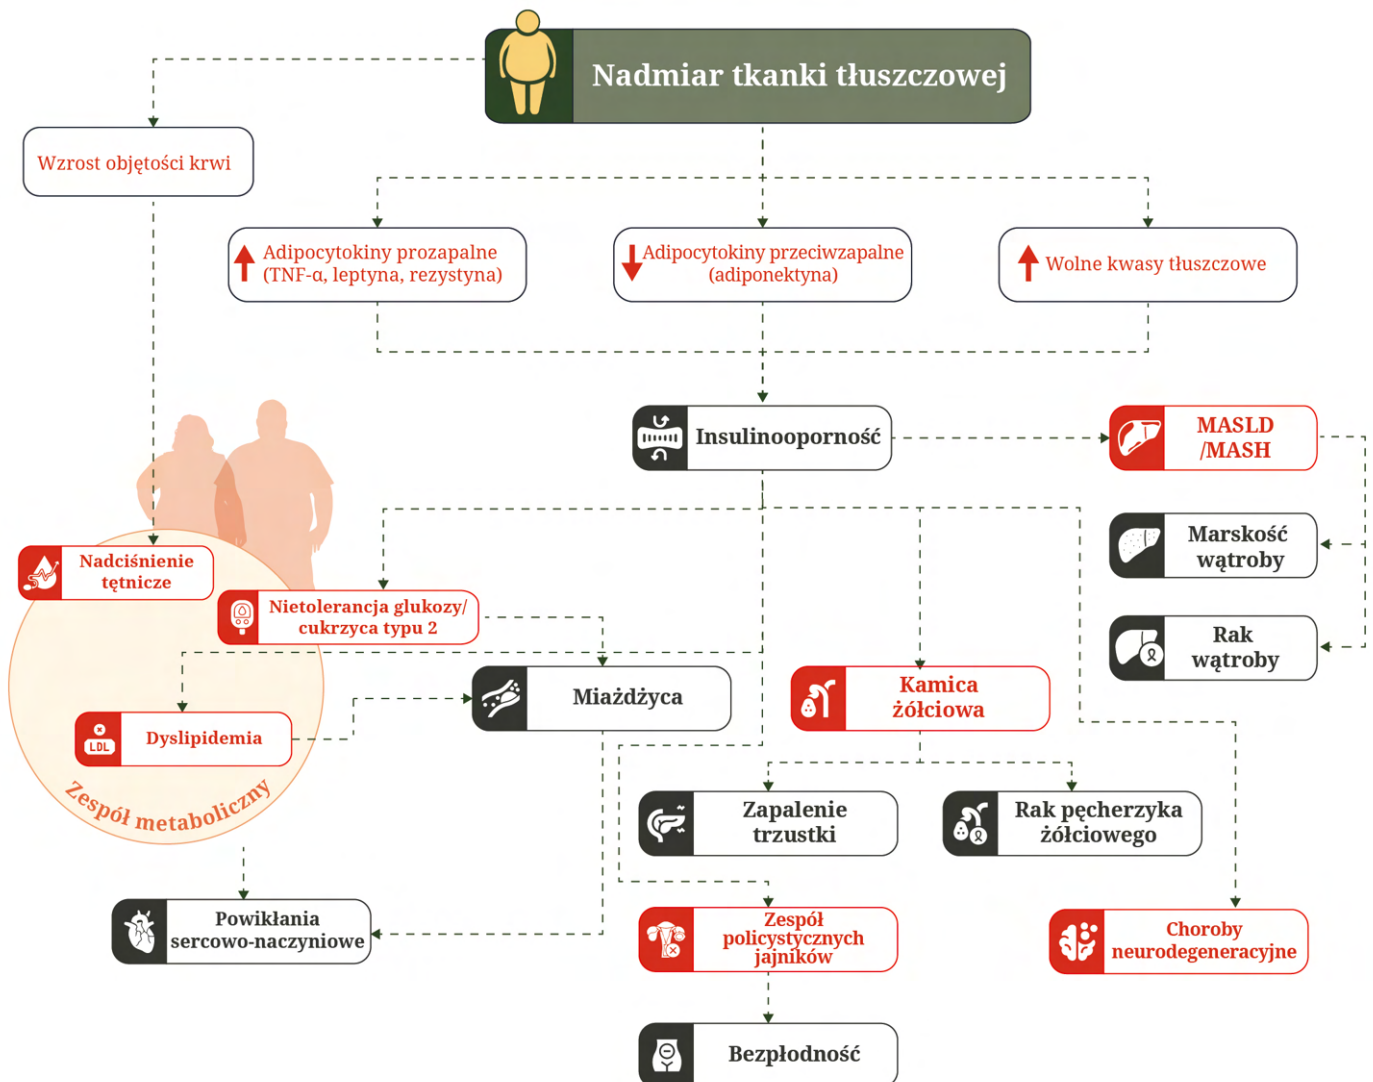 Nadmiar tkanki tłuszczowej
Wzrost objętości krwi
Adipocytokiny prozapalne
(TNF-α, leptyna, rezystyna)
Adipocytokiny przeciwzapalne
(adiponektyna)
Wolne kwasy tłuszczowe
Insulinooporność
MASLD
/MASH
Marskość
wątroby
Nadciśnienie
tętnicze
Nietolerancja glukozy/
cukrzyca typu 2
Rak
wątroby
Miażdżyca
Kamica
żółciowa
LDL
Dyslipidemia
Zespół metaboliczny
Zapalenie
trzustki
Rak pęcherzyka
żółciowego
Powikłania
sercowo-naczyniowe
Zespół
policystycznych
jajników
Choroby
neurodegeneracyjne
Bezpłodność